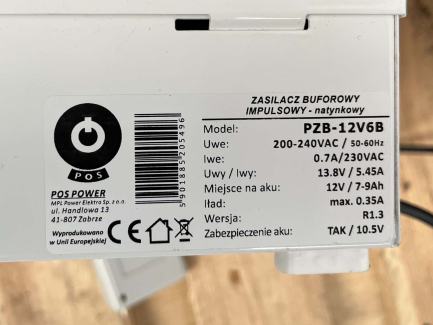 POS
POS POWER
MPL Power Elektro Sp. z o.o.
ul. Handlowa 13
41-807 Zabrze
Wyprodukowano
w Unii Europejskiej
5901885205496
CE
ZASILACZ BUFOROWY
IMPULSOWY - natynkowy
Model: PZB-12V6B
Uwe: 200-240VAC / 50-60Hz
Iwe: 0.7A/230VAC
Uwy / Iwy: 13.8V / 5.45A
Miejsce na aku: 12V / 7-9Ah
Iład: max. 0.35A
Wersja: R1.3
Zabezpieczenie aku: TAK / 10.5V